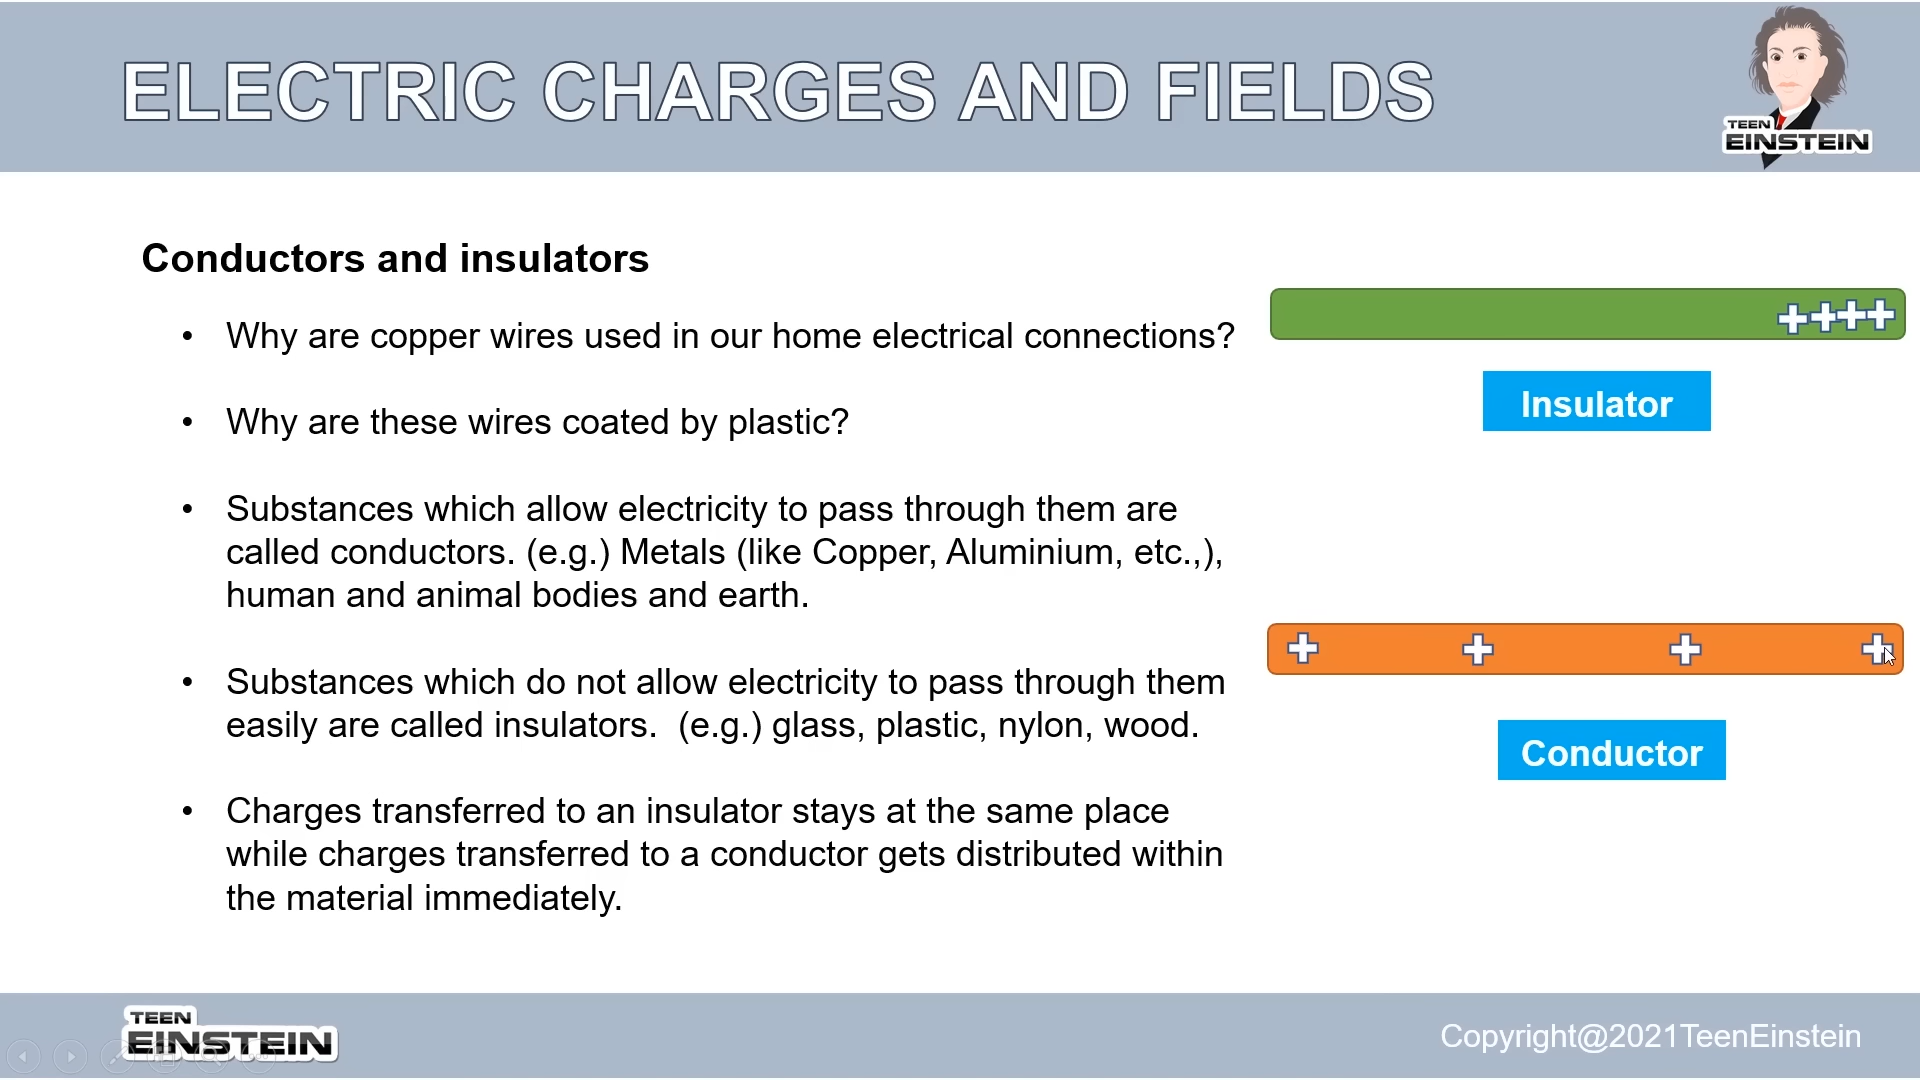 ELECTRIC CHARGES AND FIELDS
TEEN
EINSTEIN
Conductors and insulators
• Why are copper wires used in our home electrical connections?
• Why are these wires coated by plastic?
• Substances which allow electricity to pass through them are
called conductors. (e.g.) Metals (like Copper, Aluminium, etc.,),
human and animal bodies and earth.
• Substances which do not allow electricity to pass through them
easily are called insulators.  (e.g.) glass, plastic, nylon, wood.
• Charges transferred to an insulator stays at the same place
while charges transferred to a conductor gets distributed within
the material immediately.
Insulator
Conductor
TEEN
EINSTEIN
Copyright@2021TeenEinstein